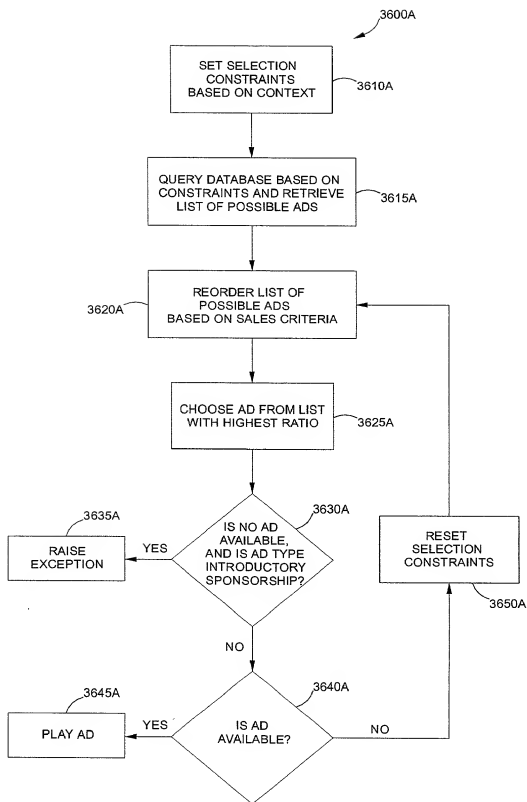 3600A
SET SELECTION
CONSTRAINTS
BASED ON CONTEXT
3610A
QUERY DATABASE BASED ON
CONSTRAINTS AND RETRIEVE
LIST OF POSSIBLE ADS
3615A
REORDER LIST OF
POSSIBLE ADS
BASED ON SALES CRITERIA
3620A
CHOOSE AD FROM LIST
WITH HIGHEST RATIO
3625A
IS NO AD
AVAILABLE,
AND IS AD TYPE
INTRODUCTORY
SPONSORSHIP?
3630A
YES
3635A
RAISE
EXCEPTION
RESET
SELECTION
CONSTRAINTS
3650A
NO
IS AD
AVAILABLE?
3640A
YES
3645A
PLAY AD
NO